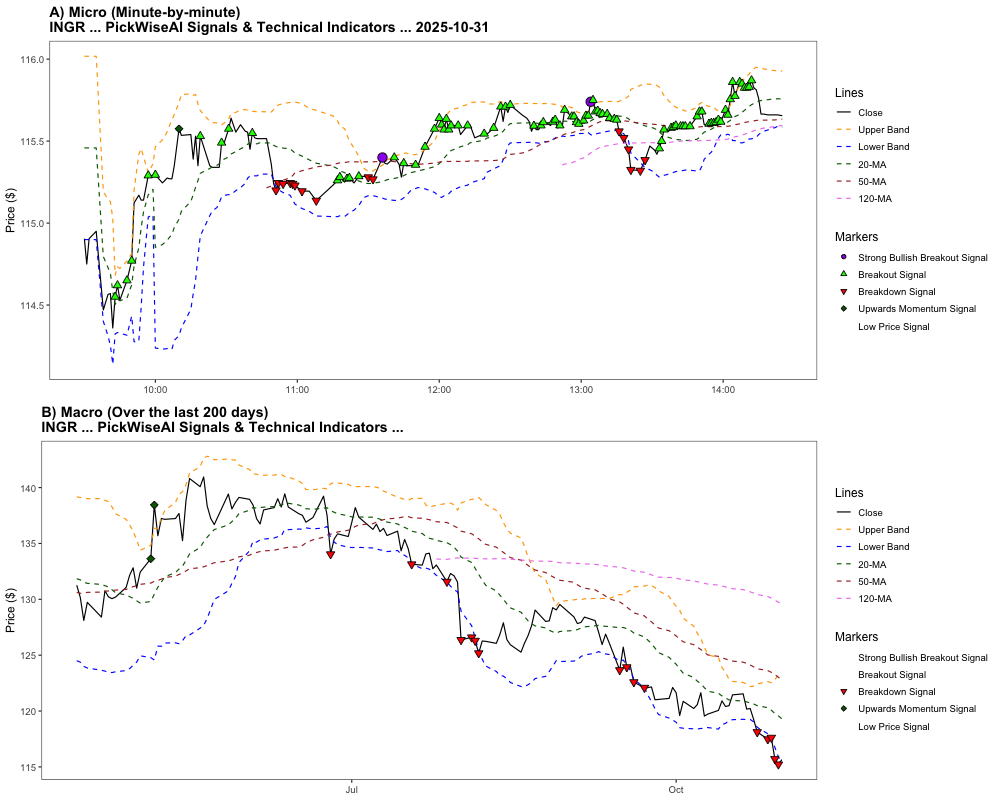 A) Micro (Minute-by-minute)
INGR ... PickWiseAI Signals & Technical Indicators ... 2025-10-31
116.0
115.5
115.0
114.5
Price ($)
10:00
11:00
12:00
13:00
14:00
Lines
Close
Upper Band
Lower Band
20-MA
50-MA
120-MA
Markers
Strong Bullish Breakout Signal
Breakout Signal
Breakdown Signal
Upwards Momentum Signal
Low Price Signal
B) Macro (Over the last 200 days)
INGR ... PickWiseAI Signals & Technical Indicators ...
140
135
130
125
120
115
Price ($)
Jul
Oct
Lines
Close
Upper Band
Lower Band
20-MA
50-MA
120-MA
Markers
Strong Bullish Breakout Signal
Breakout Signal
Breakdown Signal
Upwards Momentum Signal
Low Price Signal